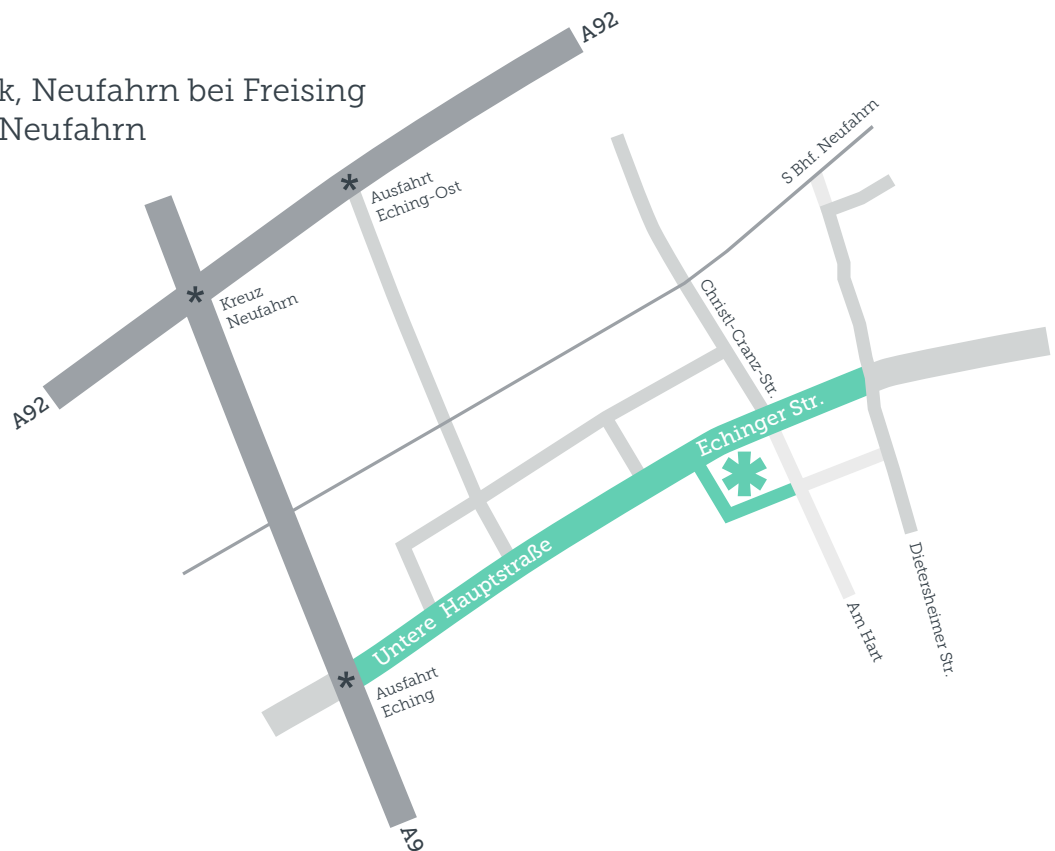 A92
k, Neufahrn bei Freising
Neufahrn
S Bhf. Neufahrn
Ausfahrt
Eching-Ost
Kreuz
Neufahrn
Christl-Cranz-Str.
A92
Echinger Str.
Untere Hauptstraße
Dietersheimer Str.
Am Hart
Ausfahrt
Eching
A9